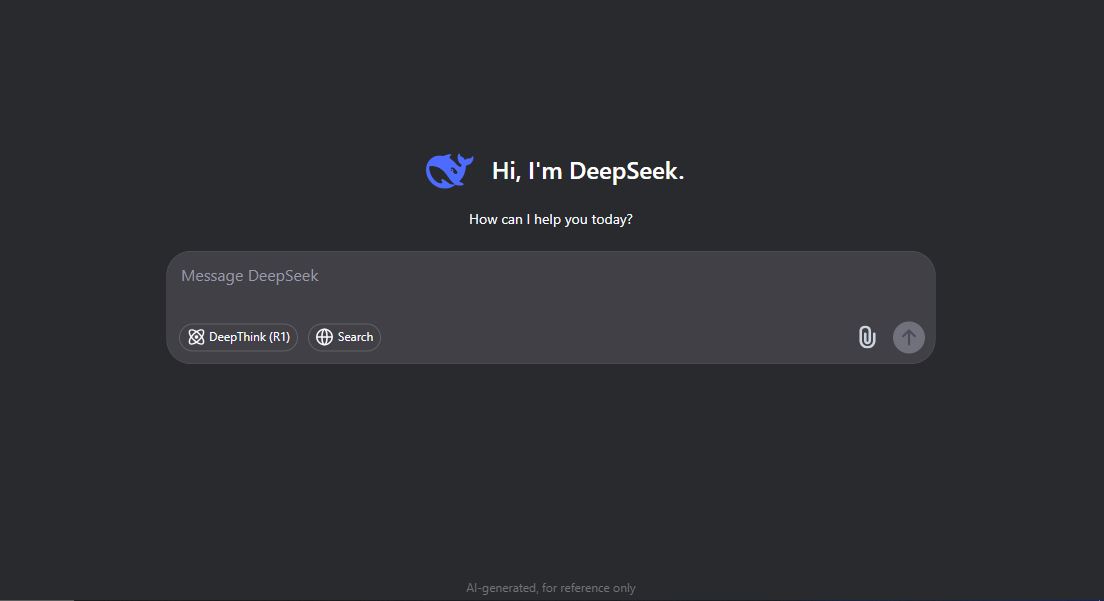 Hi, I'm DeepSeek.
How can I help you today?
Message DeepSeek
DeepThink (R1) Search
AI-generated, for reference only